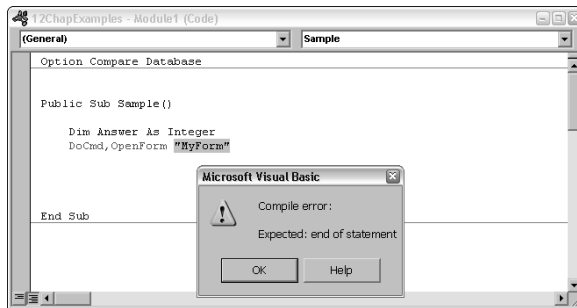 12ChapExamples - Module1 (Code)
(General) Sample
Option Compare Database
Public Sub Sample()
Dim Answer As Integer
DoCmd,OpenForm "MyForm"
End Sub
Microsoft Visual Basic
Compile error:
Expected: end of statement
OK Help